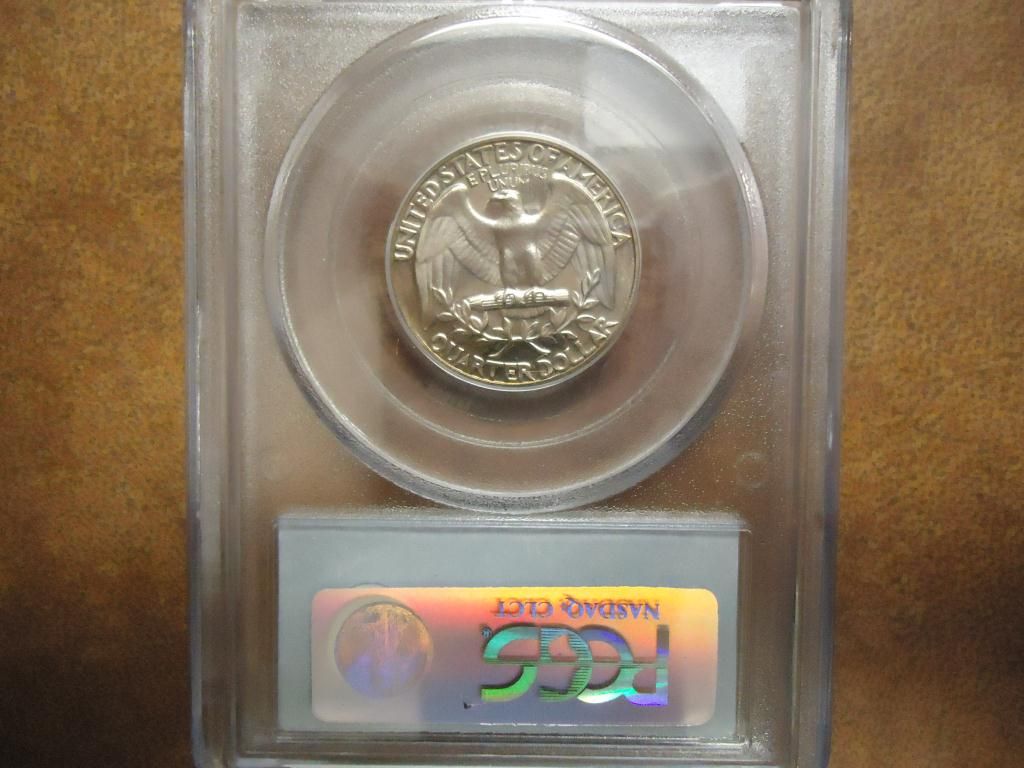 UNITED STATES OF AMERICA
E PLURIBUS
UNUM
QUARTER DOLLAR
PCGS®
NASDAQ, CLCT